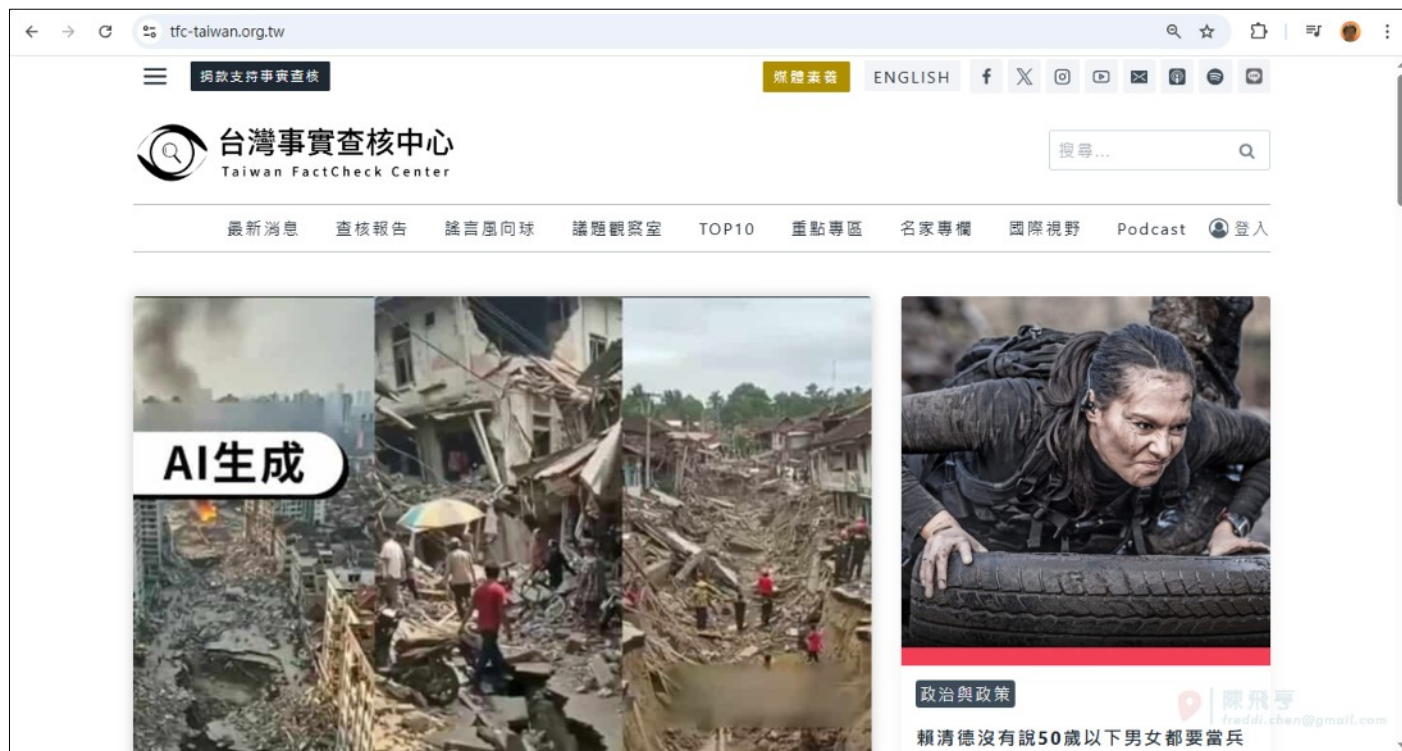 tfc-taiwan.org.tw
捐款支持事實查核
媒體素養 ENGLISH
台灣事實查核中心
Taiwan FactCheck Center
搜尋...
最新消息 查核報告 謠言風向球 議題觀察室 TOP10 重點專區 名家專欄 國際視野 Podcast 登入
AI生成
政治與政策
賴清德沒有說50歲以下男女都要當兵
陳飛亨
freddi.chen@gmail.com